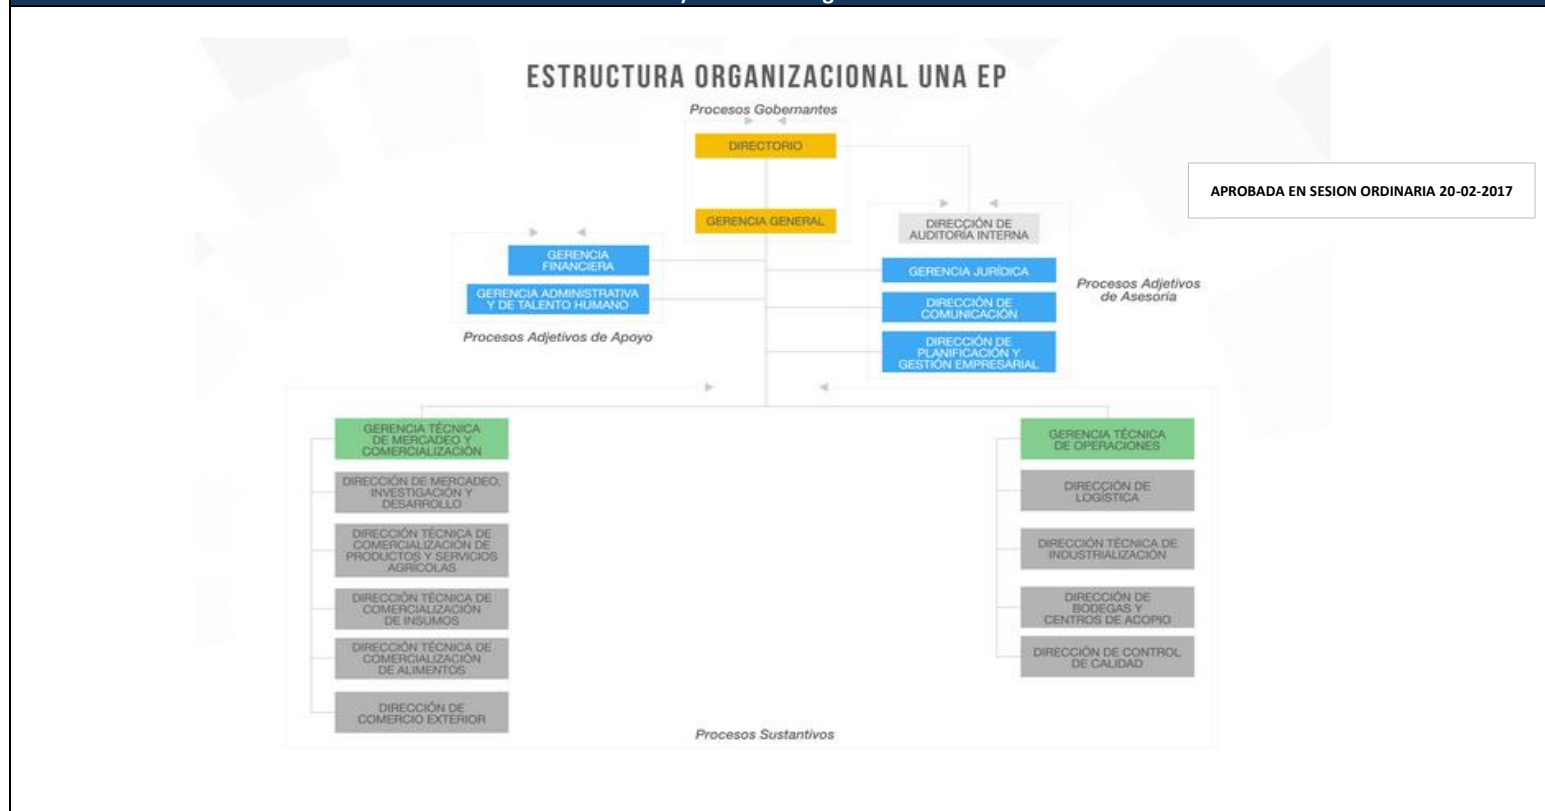 ESTRUCTURA ORGANIZACIONAL UNA EP
Procesos Gobernantes
DIRECTORIO
APROBADA EN SESION ORDINARIA 20-02-2017
GERENCIA GENERAL
DIRECCIÓN DE
AUDITORÍA INTERNA
GERENCIA
FINANCIERA
GERENCIA ADMINISTRATIVA
Y DE TALENTO HUMANO
Procesos Adjetivos de Apoyo
GERENCIA JURÍDICA
DIRECCIÓN DE
COMUNICACIÓN
DIRECCIÓN DE
PLANIFICACIÓN Y
GESTIÓN EMPRESARIAL
Procesos Adjetivos
de Asesoría
GERENCIA TÉCNICA
DE MERCADEO Y
COMERCIALIZACIÓN
DIRECCIÓN DE MERCADEO,
INVESTIGACIÓN Y
DESARROLLO
DIRECCIÓN TÉCNICA DE
COMERCIALIZACIÓN DE
PRODUCTOS Y SERVICIOS
AGRÍCOLAS
DIRECCIÓN TÉCNICA DE
COMERCIALIZACIÓN
DE INSUMOS
DIRECCIÓN TÉCNICA DE
COMERCIALIZACIÓN
DE ALIMENTOS
DIRECCIÓN DE
COMERCIO EXTERIOR
GERENCIA TÉCNICA
DE OPERACIONES
DIRECCIÓN DE
LOGÍSTICA
DIRECCIÓN TÉCNICA DE
INDUSTRIALIZACIÓN
DIRECCIÓN DE
BODEGAS Y
CENTROS DE ACOPIO
DIRECCIÓN DE CONTROL
DE CALIDAD
Procesos Sustantivos